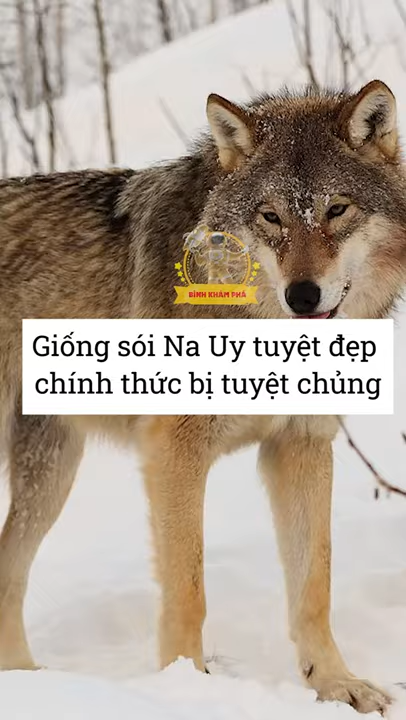 BÌNH KHÁM PHÁ
Giống sói Na Uy tuyệt đẹp
chính thức bị tuyệt chủng